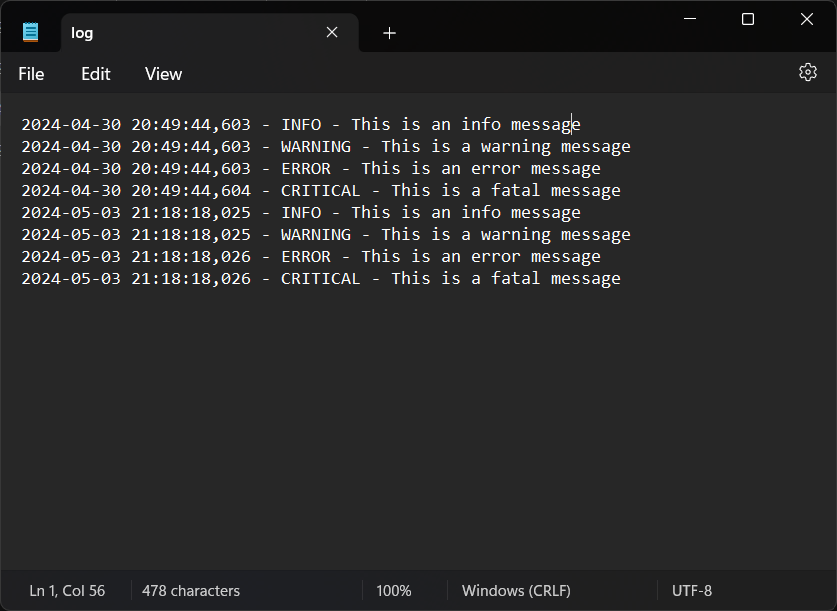 log
File Edit View
2024-04-30 20:49:44,603 - INFO - This is an info message
2024-04-30 20:49:44,603 - WARNING - This is a warning message
2024-04-30 20:49:44,603 - ERROR - This is an error message
2024-04-30 20:49:44,604 - CRITICAL - This is a fatal message
2024-05-03 21:18:18,025 - INFO - This is an info message
2024-05-03 21:18:18,025 - WARNING - This is a warning message
2024-05-03 21:18:18,026 - ERROR - This is an error message
2024-05-03 21:18:18,026 - CRITICAL - This is a fatal message
Ln 1, Col 56 478 characters 100% Windows (CRLF) UTF-8